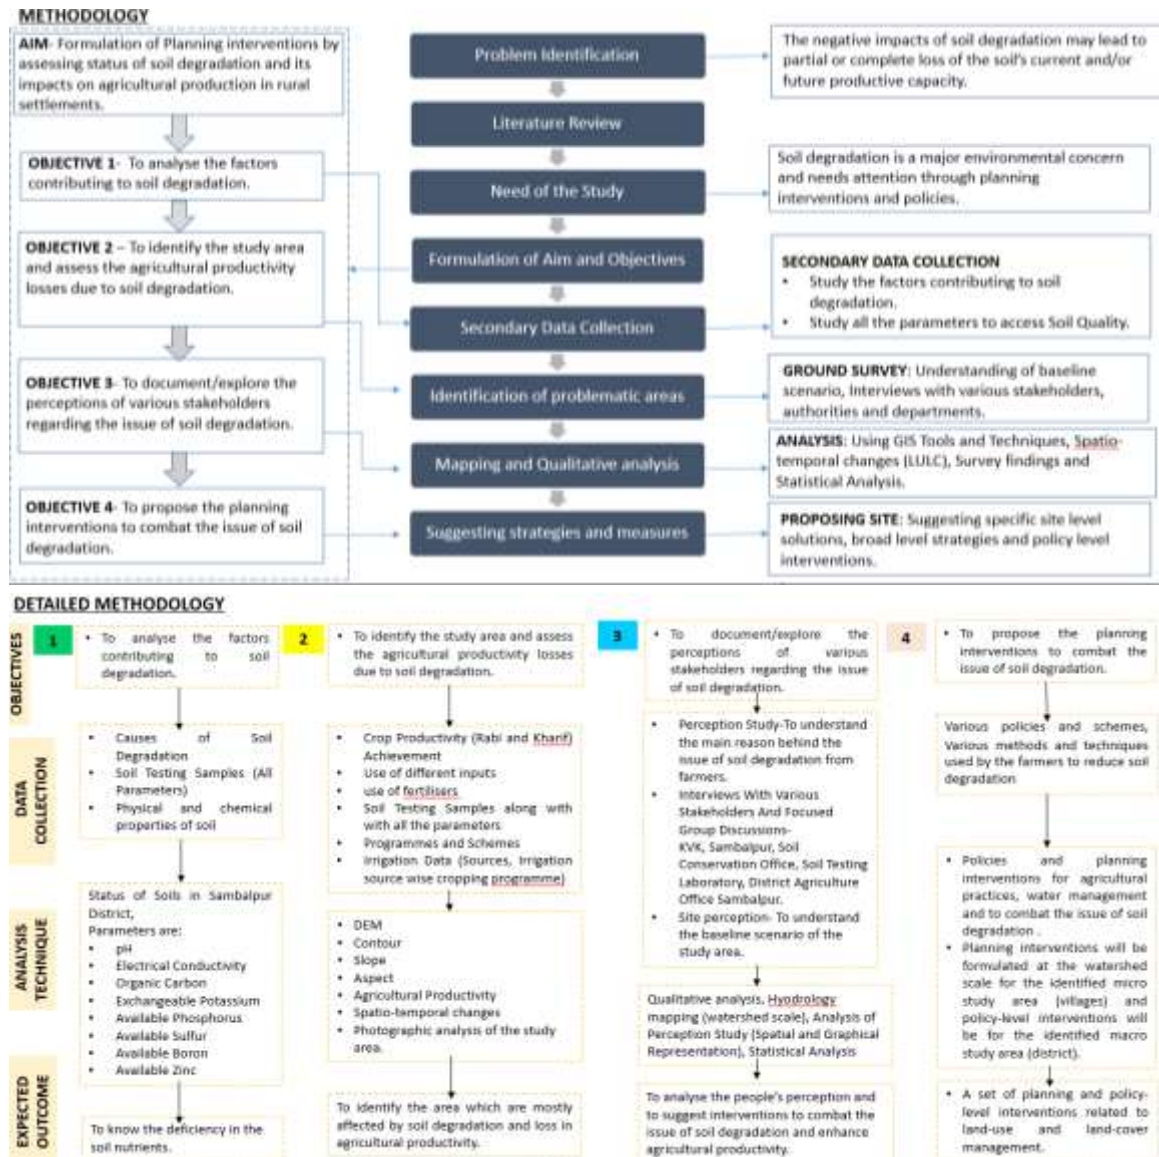 METHODOLOGY
AIM- Formulation of Planning interventions by
assessing status of soil degradation and its
impacts on agricultural production in rural
settlements.
OBJECTIVE 1- To analyse the factors
contributing to soil degradation.
OBJECTIVE 2 – To identify the study area
and assess the agricultural productivity
losses due to soil degradation.
OBJECTIVE 3- To document/explore the
perceptions of various stakeholders
regarding the issue of soil degradation.
OBJECTIVE 4- To propose the planning
interventions to combat the issue of soil
degradation.
Problem Identification
Literature Review
Need of the Study
Formulation of Aim and Objectives
Secondary Data Collection
Identification of problematic areas
Mapping and Qualitative analysis
Suggesting strategies and measures
The negative impacts of soil degradation may lead to
partial or complete loss of the soil's current and/or
future productive capacity.
Soil degradation is a major environmental concern
and needs attention through planning
interventions and policies.
SECONDARY DATA COLLECTION
• Study the factors contributing to soil
degradation.
• Study all the parameters to access Soil Quality.
GROUND SURVEY: Understanding of baseline
scenario, Interviews with various stakeholders,
authorities and departments.
ANALYSIS: Using GIS Tools and Techniques, Spatio-
temporal changes (LULC), Survey findings and
Statistical Analysis.
PROPOSING SITE: Suggesting specific site level
solutions, broad level strategies and policy level
interventions.
DETAILED METHODOLOGY
OBJECTIVES
DATA
COLLECTION
ANALYSIS
TECHNIQUE
EXPECTED
OUTCOME
1
• To analyse the factors
contributing to soil
degradation.
• Causes of Soil
Degradation
• Soil Testing Samples (All
Parameters)
• Physical and chemical
properties of soil
Status of Soils in Sambalpur
District,
Parameters are:
• pH
• Electrical Conductivity
• Organic Carbon
• Exchangeable Potassium
• Available Phosphorus
• Available Sulfur
• Available Boron
• Available Zinc
To know the deficiency in the
soil nutrients.
2
• To identify the study area and assess
the agricultural productivity losses
due to soil degradation.
• Crop Productivity (Rabi and Kharif)
Achievement
• Use of different inputs
• use of fertilisers
• Soil Testing Samples along with
with all the parameters
• Programmes and Schemes
• Irrigation Data (Sources, Irrigation
source wise cropping programme)
• DEM
• Contour
• Slope
• Aspect
• Agricultural Productivity
• Spatio-temporal changes
• Photographic analysis of the study
area.
To identify the area which are mostly
affected by soil degradation and loss in
agricultural productivity.
3
• To document/explore the
perceptions of various
stakeholders regarding the issue
of soil degradation.
• Perception Study-To understand
the main reason behind the
issue of soil degradation from
farmers.
• Interviews With Various
Stakeholders And Focused
Group Discussions-
KVK, Sambalpur, Soil
Conservation Office, Soil Testing
Laboratory, District Agriculture
Office Sambalpur.
• Site perception- To understand
the baseline scenario of the
study area.
Qualitative analysis, Hyodrology
mapping (watershed scale), Analysis of
Perception Study (Spatial and Graphical
Representation), Statistical Analysis
To analyse the people's perception and
to suggest interventions to combat the
issue of soil degradation and enhance
agricultural productivity.
4
• To propose the planning
interventions to combat the
issue of soil degradation.
Various policies and schemes,
Various methods and techniques
used by the farmers to reduce soil
degradation
• Policies and planning
interventions for agricultural
practices, water management
and to combat the issue of soil
degradation .
• Planning interventions will be
formulated at the watershed
scale for the identified micro
study area (villages) and
policy-level interventions will
be for the identified macro
study area (district).
• A set of planning and policy-
level interventions related to
land-use and land-cover
management.